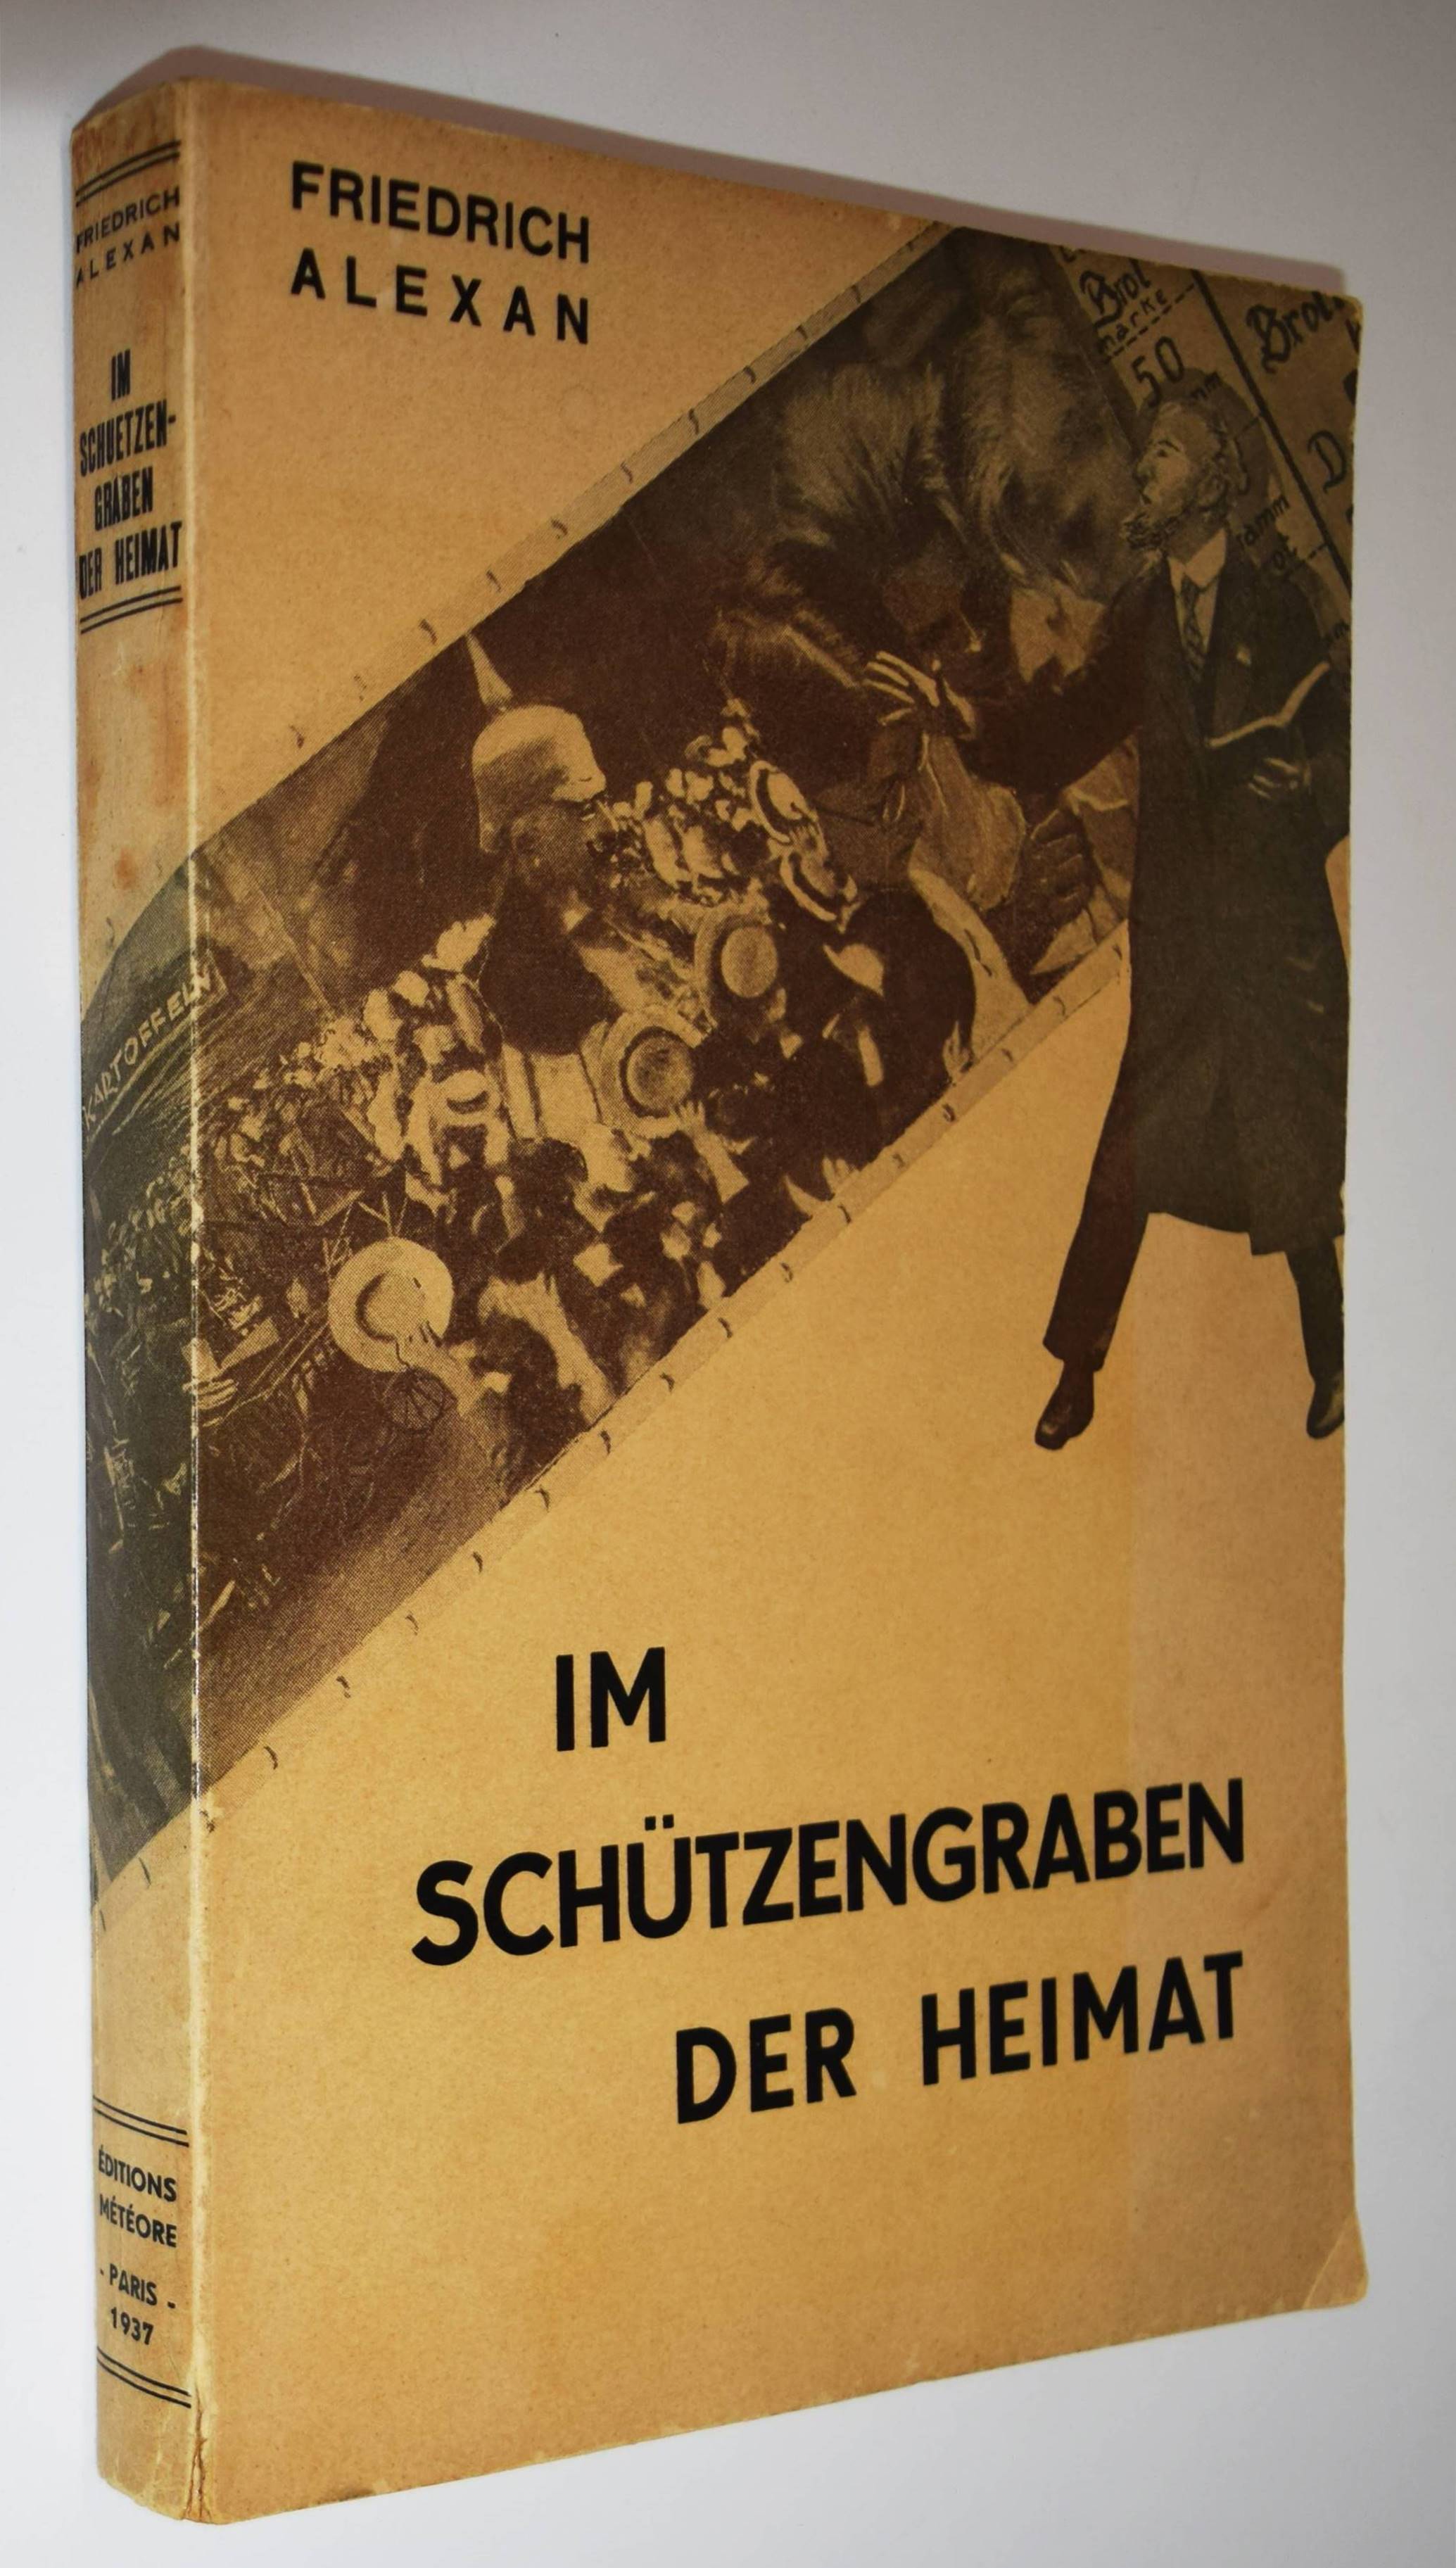 FRIEDRICH
ALEXAN
IM
SCHUETZEN-
GRABEN
DER HEIMAT
KARTOFFELN
ÉDITIONS
MÉTÉORE
- PARIS -
1937
FRIEDRICH
ALEXAN
Brot
marke
50
IM
SCHÜTZENGRABEN
DER HEIMAT